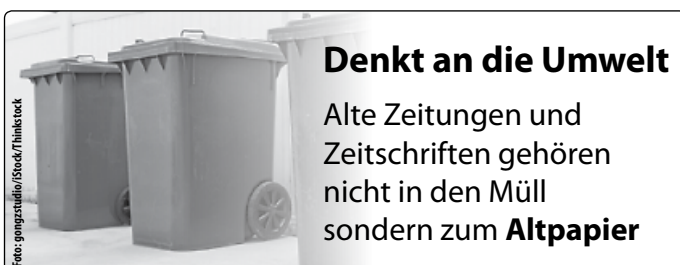 Denkt an die Umwelt
Alte Zeitungen und
Zeitschriften gehören
nicht in den Müll
sondern zum Altpapier
Foto: gongzstudio/iStock/Thinkstock